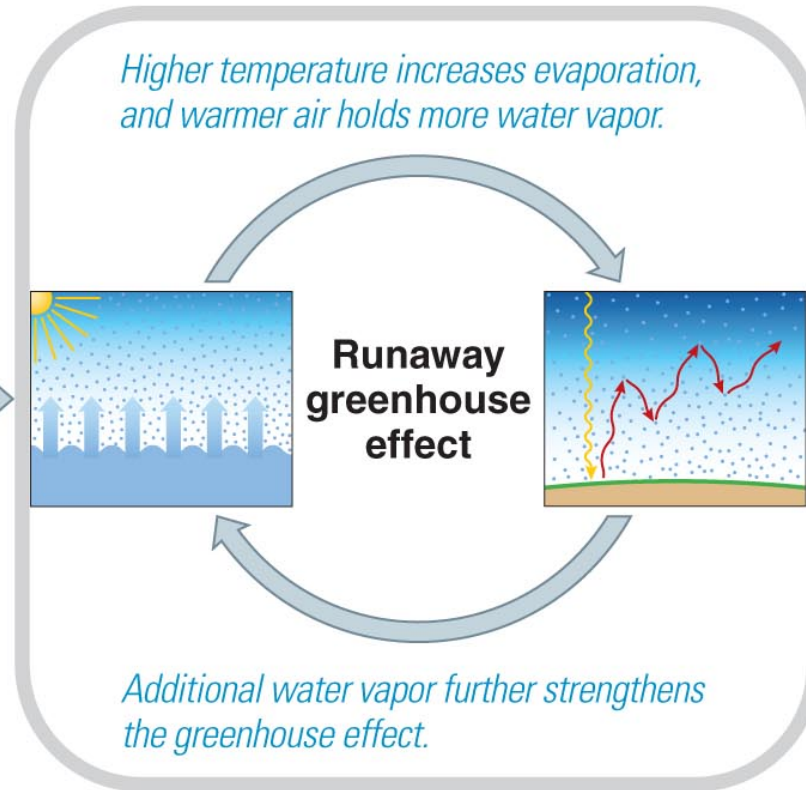 Higher temperature increases evaporation,
and warmer air holds more water vapor.
Runaway
greenhouse
effect
Additional water vapor further strengthens
the greenhouse effect.